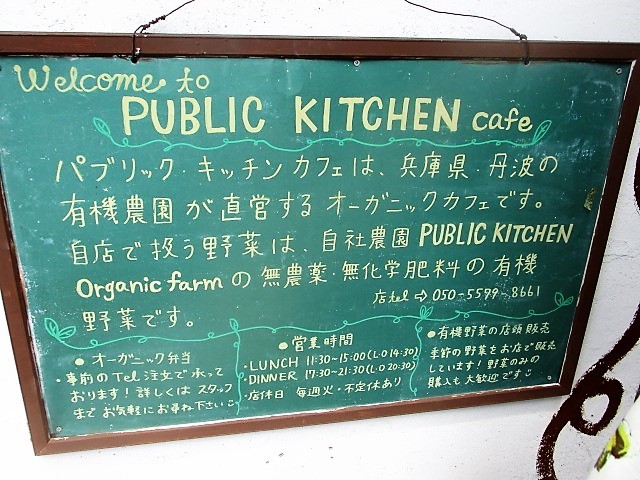 Welcome to
PUBLIC KITCHEN cafe
パブリック・キッチンカフェは、兵庫県・丹波の
有機農園が直営するオーガニックカフェです。
自店で扱う野菜は、自社農園 PUBLIC KITCHEN
Organic farm の無農薬・無化学肥料の有機
野菜です。
店tel ⇨ 050-5579-8661
●オーガニック弁当
・事前のTel注文で承って
おります！詳しくはスタッフ
までお気軽にお尋ね下さい
●営業時間
・LUNCH 11:30-15:00(L.O 14:30)
・DINNER 17:30-21:30(L.O 20:30)
・店休日 毎週火・不定休あり
●有機野菜の店頭販売
季節の野菜をお店で販売
しています！野菜のみの
購入も大歓迎です